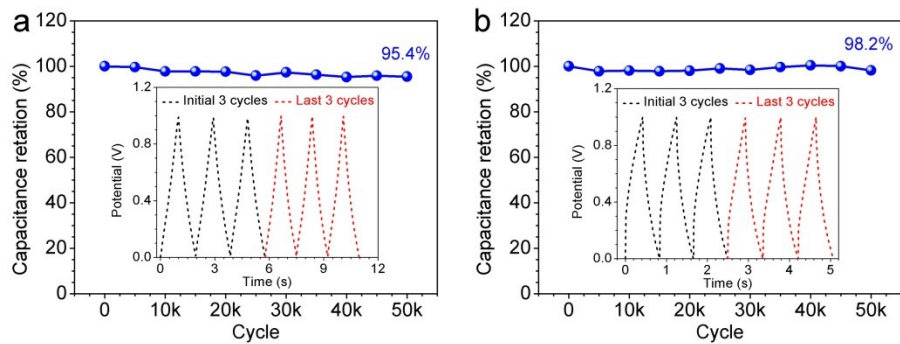 a
120
100
80
60
40
20
0
Capacitance retation (%)
95.4%
Initial 3 cycles
Last 3 cycles
1.2
0.8
0.4
0.0
Potential (V)
0 3 6 9 12
Time (s)
0 10k 20k 30k 40k 50k
Cycle
b
120
100
80
60
40
20
0
Capacitance retation (%)
98.2%
Initial 3 cycles
Last 3 cycles
1.2
0.8
0.4
0.0
Potential (V)
0 1 2 3 4 5
Time (s)
0 10k 20k 30k 40k 50k
Cycle